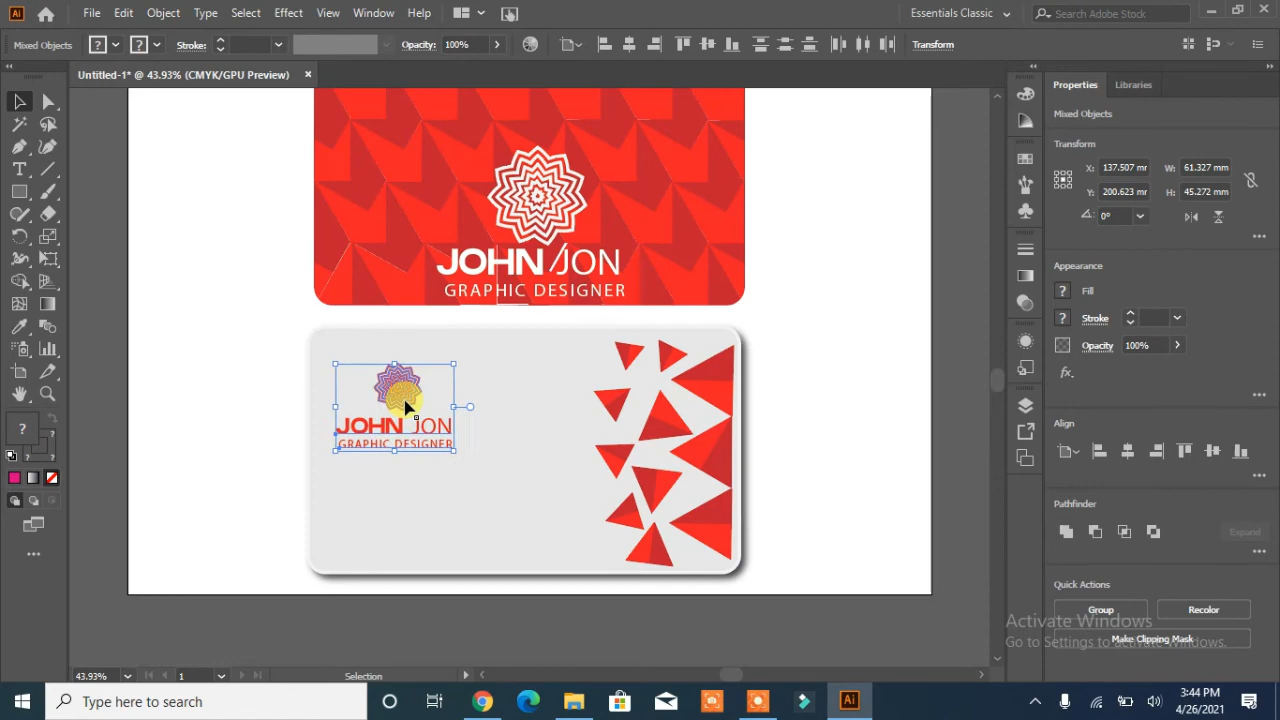 File Edit Object Type Select Effect View Window Help
Essentials Classic
Search Adobe Stock
Mixed Objects
Stroke:
Opacity: 100%
Transform
Untitled-1* @ 43.93% (CMYK/GPU Preview)
JOHN JON
GRAPHIC DESIGNER
JOHN JON
GRAPHIC DESIGNER
Properties Libraries
Mixed Objects
Transform
X: 137.507 mm W: 61.327 mm
Y: 200.623 mm H: 45.272 mm
0°
Appearance
? Fill
? Stroke
Opacity 100%
fx.
Align
Pathfinder
Expand
Quick Actions
Group Recolor
Make Clipping Mask
Activate Windows
Go to Settings to activate Windows.
43.93% 1 Selection
Type here to search
3:44 PM
4/26/2021